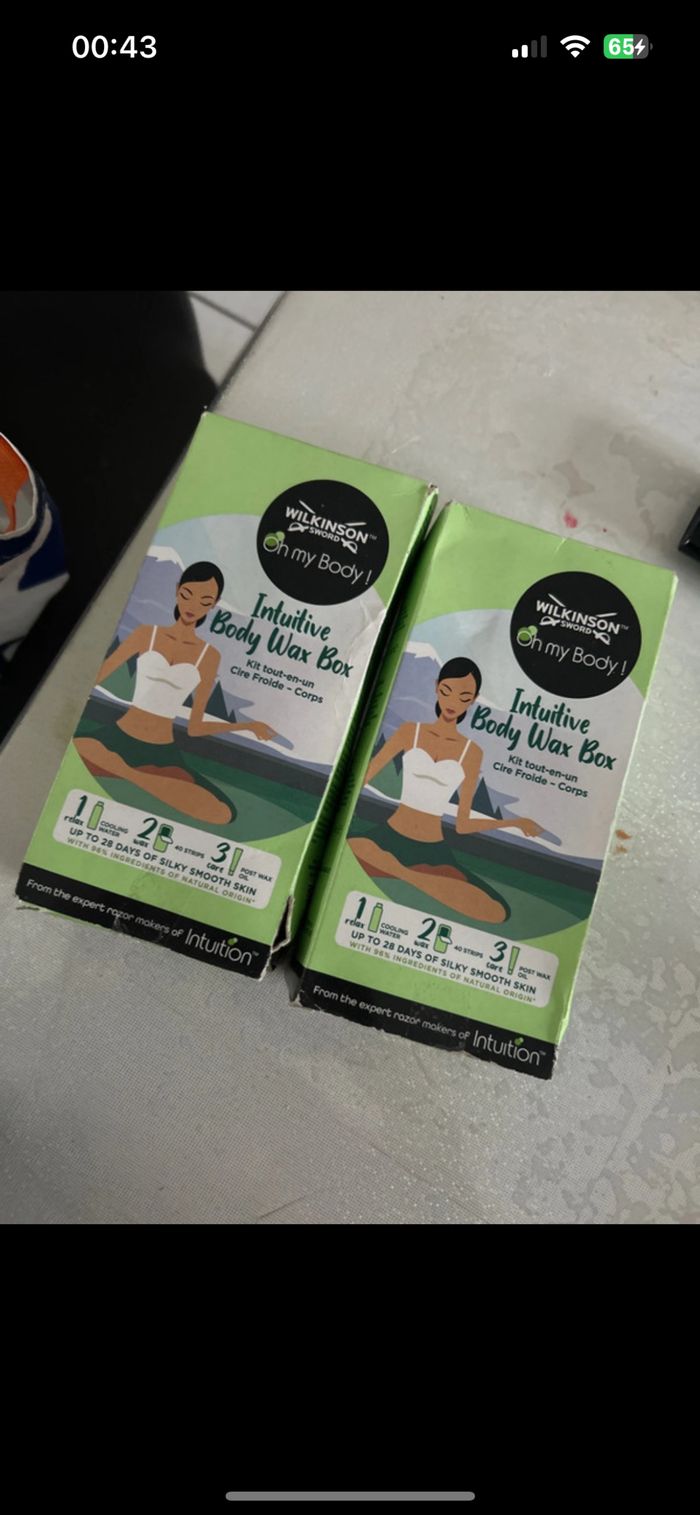 00:43
65
WILKINSON™
SWORD
Oh my Body !
Intuitive
Body Wax Box
Kit tout-en-un
Cire Froide - Corps
1 relax COOLING WATER 2 wax 40 STRIPS 3 care POST WAX OIL
UP TO 28 DAYS OF SILKY SMOOTH SKIN
WITH 96% INGREDIENTS OF NATURAL ORIGIN*
From the expert razor makers of Intuition™
WILKINSON™
SWORD
Oh my Body !
Intuitive
Body Wax Box
Kit tout-en-un
Cire Froide - Corps
1 relax COOLING WATER 2 wax 40 STRIPS 3 care POST WAX OIL
UP TO 28 DAYS OF SILKY SMOOTH SKIN
WITH 96% INGREDIENTS OF NATURAL ORIGIN*
From the expert razor makers of Intuition™